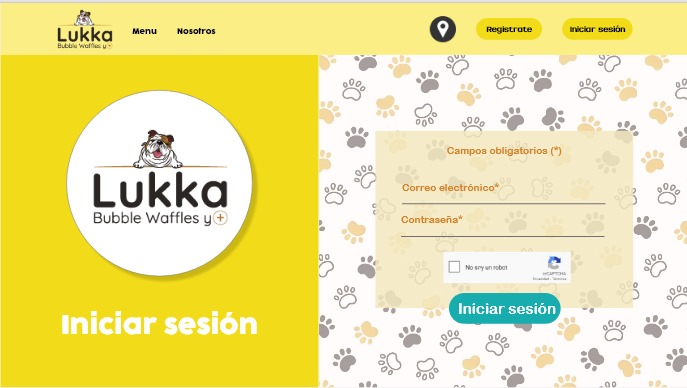 Lukka
Bubble Waffles y+
Menu
Nosotros
Registrate
Iniciar sesión
Lukka
Bubble Waffles y+
Iniciar sesión
Campos obligatorios (*)
Correo electrónico*
Contraseña*
No soy un robot
reCAPTCHA
Privacidad - Términos
Iniciar sesión